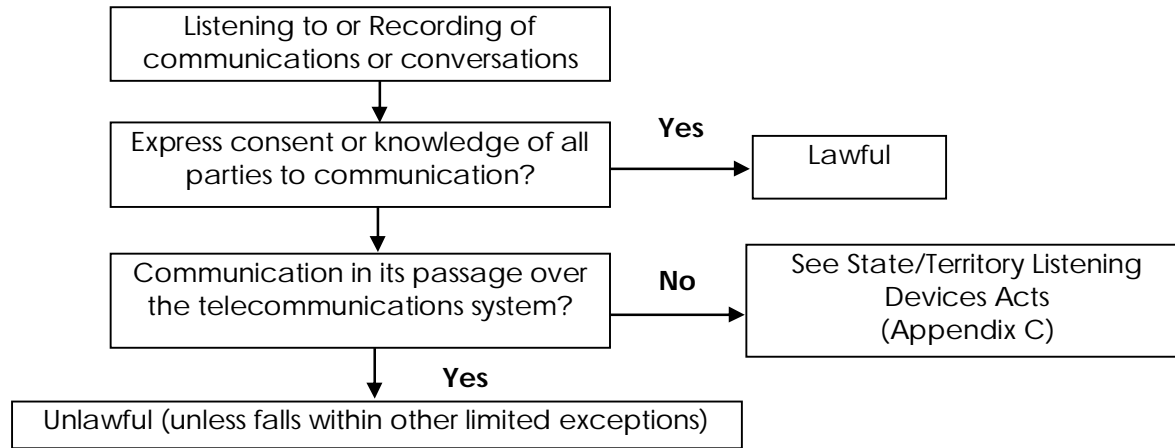 Listening to or Recording of
communications or conversations
Express consent or knowledge of all
parties to communication?
Yes
Lawful
Communication in its passage over
the telecommunications system?
No
See State/Territory Listening
Devices Acts
(Appendix C)
Yes
Unlawful (unless falls within other limited exceptions)